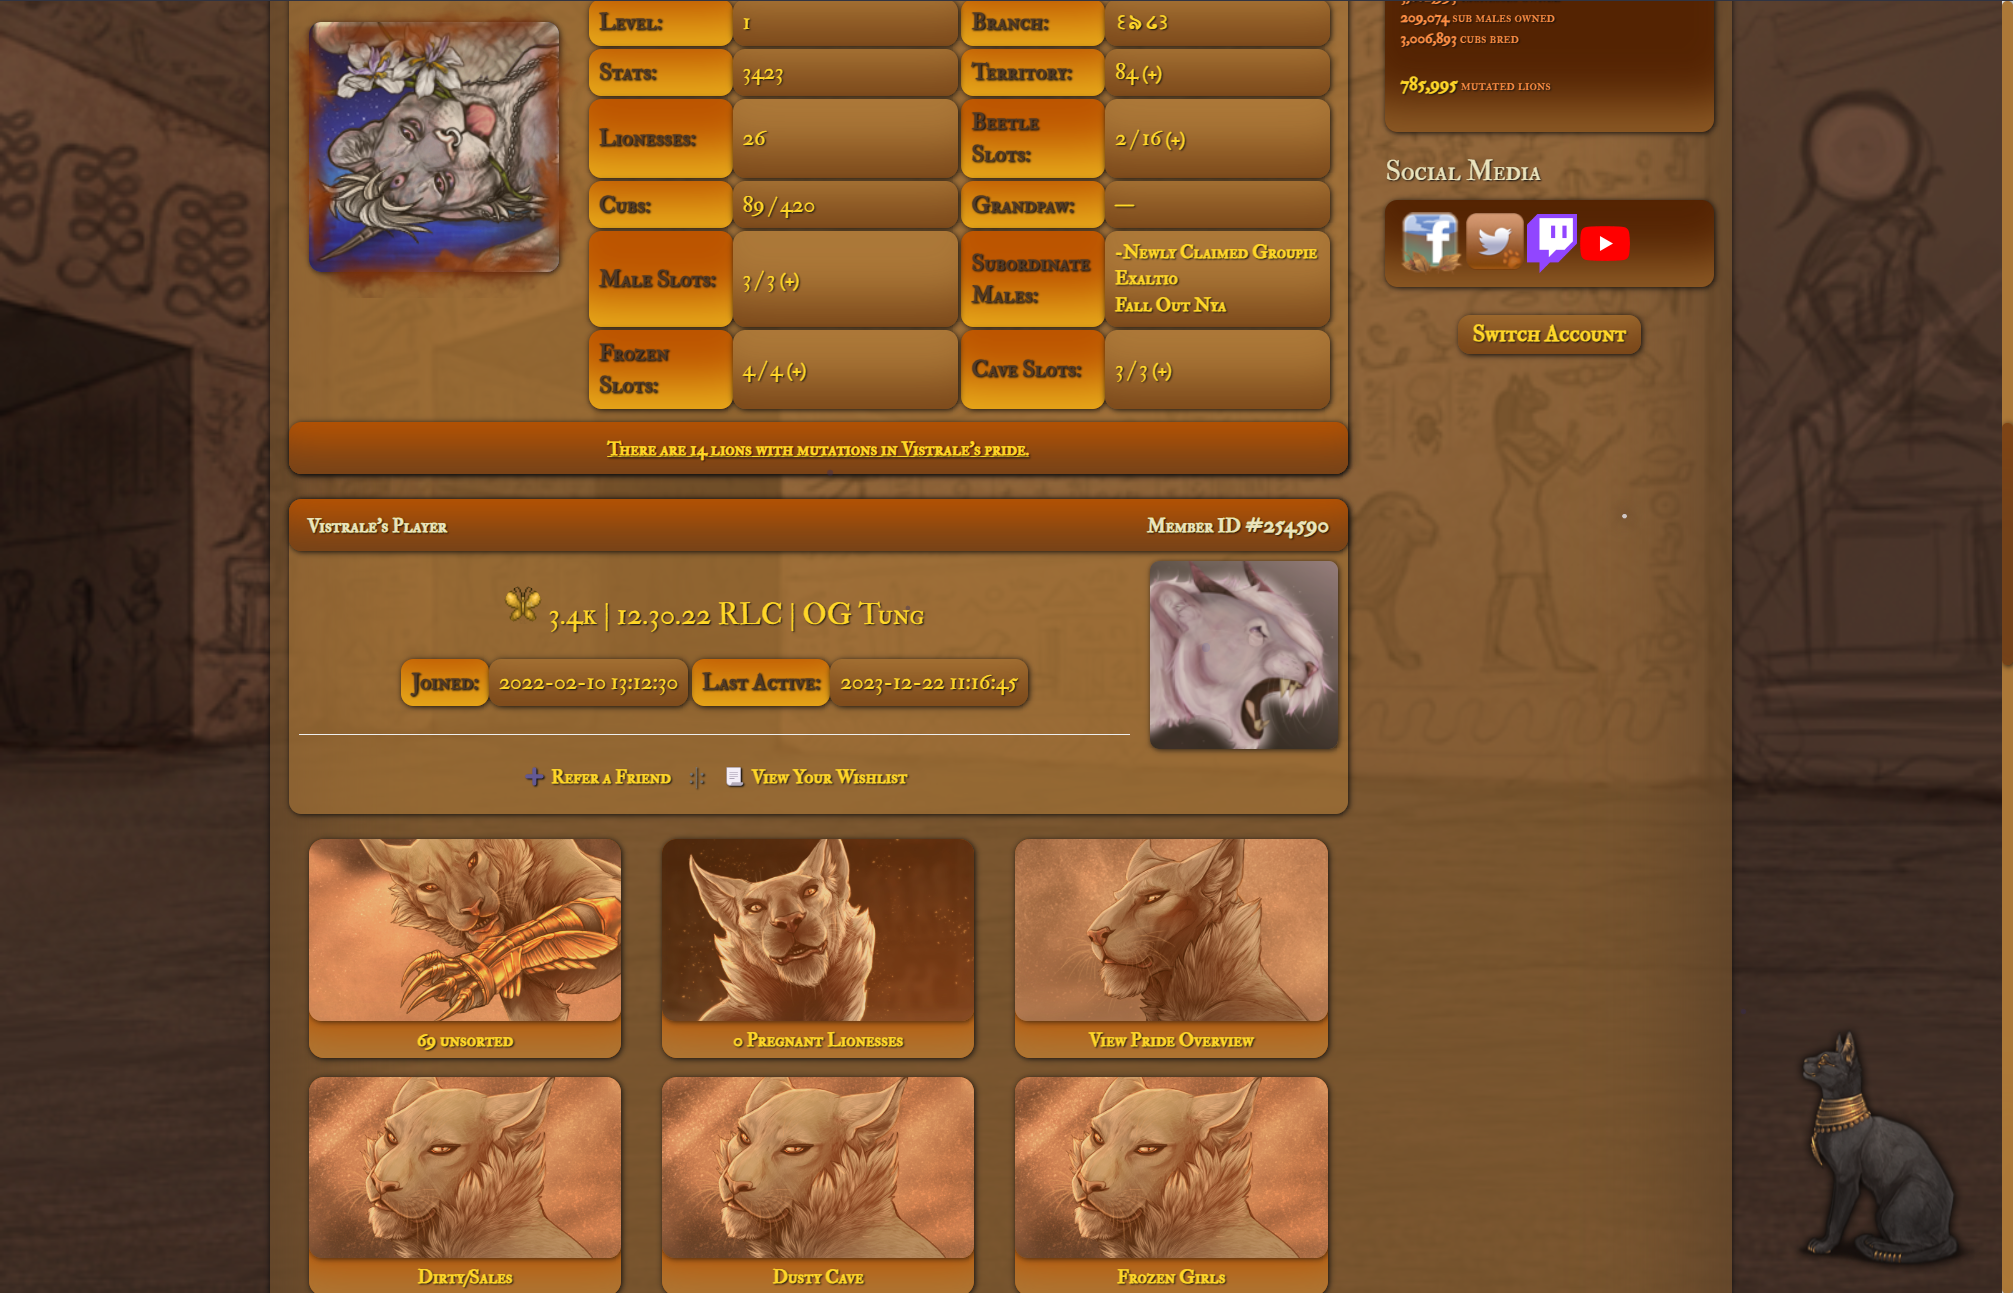 Level: 1 Branch: ६९८३
Stats: 3423 Territory: 84 (+)
Lionesses: 26 Beetle Slots: 2 / 16 (+)
Cubs: 89 / 420 Grandpaw: —
Male Slots: 3 / 3 (+) Subordinate Males: -Newly Claimed Groupie
Exaltio
Fall Out Nya
Frozen Slots: 4 / 4 (+) Cave Slots: 3 / 3 (+)
There are 14 lions with mutations in Vistrale's pride.
Vistrale's Player Member ID #254590
3.4k | 12.30.22 RLC | OG Tung
Joined: 2022-02-10 13:12:30 Last Active: 2023-12-22 11:16:45
Refer a Friend View Your Wishlist
69 unsorted
0 Pregnant Lionesses
View Pride Overview
Dirty/Sales
Dusty Cave
Frozen Girls
209,074 sub males owned
3,006,893 cubs bred
785,995 mutated lions
Social Media
Switch Account